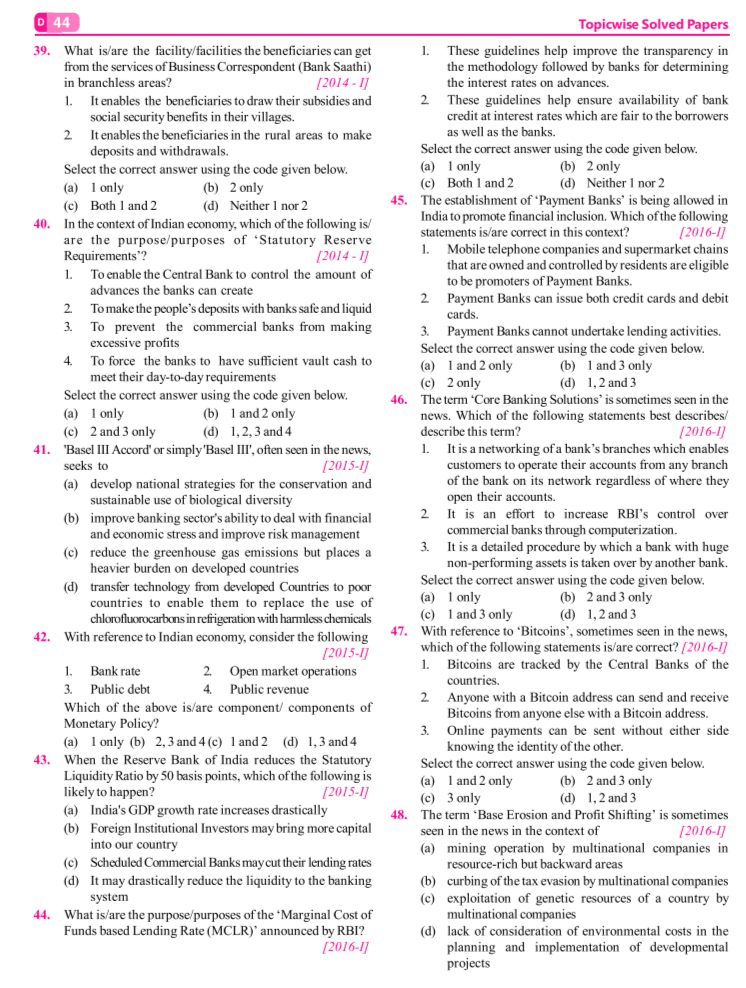 D 44
Topicwise Solved Papers
39. What is/are the facility/facilities the beneficiaries can get
from the services of Business Correspondent (Bank Saathi)
in branchless areas? [2014 - I]
1. It enables the beneficiaries to draw their subsidies and
social security benefits in their villages.
2. It enables the beneficiaries in the rural areas to make
deposits and withdrawals.
Select the correct answer using the code given below.
(a) 1 only (b) 2 only
(c) Both 1 and 2 (d) Neither 1 nor 2
40. In the context of Indian economy, which of the following is/
are the purpose/purposes of ‘Statutory Reserve
Requirements’? [2014 - I]
1. To enable the Central Bank to control the amount of
advances the banks can create
2. To make the people’s deposits with banks safe and liquid
3. To prevent the commercial banks from making
excessive profits
4. To force the banks to have sufficient vault cash to
meet their day-to-day requirements
Select the correct answer using the code given below.
(a) 1 only (b) 1 and 2 only
(c) 2 and 3 only (d) 1, 2, 3 and 4
41. 'Basel III Accord' or simply 'Basel III', often seen in the news,
seeks to [2015-I]
(a) develop national strategies for the conservation and
sustainable use of biological diversity
(b) improve banking sector's ability to deal with financial
and economic stress and improve risk management
(c) reduce the greenhouse gas emissions but places a
heavier burden on developed countries
(d) transfer technology from developed Countries to poor
countries to enable them to replace the use of
chlorofluorocarbons in refrigeration with harmless chemicals
42. With reference to Indian economy, consider the following
[2015-I]
1. Bank rate 2. Open market operations
3. Public debt 4. Public revenue
Which of the above is/are component/ components of
Monetary Policy?
(a) 1 only (b) 2, 3 and 4 (c) 1 and 2 (d) 1, 3 and 4
43. When the Reserve Bank of India reduces the Statutory
Liquidity Ratio by 50 basis points, which of the following is
likely to happen? [2015-I]
(a) India's GDP growth rate increases drastically
(b) Foreign Institutional Investors may bring more capital
into our country
(c) Scheduled Commercial Banks may cut their lending rates
(d) It may drastically reduce the liquidity to the banking
system
44. What is/are the purpose/purposes of the ‘Marginal Cost of
Funds based Lending Rate (MCLR)’ announced by RBI?
[2016-I]
1. These guidelines help improve the transparency in
the methodology followed by banks for determining
the interest rates on advances.
2. These guidelines help ensure availability of bank
credit at interest rates which are fair to the borrowers
as well as the banks.
Select the correct answer using the code given below.
(a) 1 only (b) 2 only
(c) Both 1 and 2 (d) Neither 1 nor 2
45. The establishment of ‘Payment Banks’ is being allowed in
India to promote financial inclusion. Which of the following
statements is/are correct in this context? [2016-I]
1. Mobile telephone companies and supermarket chains
that are owned and controlled by residents are eligible
to be promoters of Payment Banks.
2. Payment Banks can issue both credit cards and debit
cards.
3. Payment Banks cannot undertake lending activities.
Select the correct answer using the code given below.
(a) 1 and 2 only (b) 1 and 3 only
(c) 2 only (d) 1, 2 and 3
46. The term ‘Core Banking Solutions’ is sometimes seen in the
news. Which of the following statements best describes/
describe this term? [2016-I]
1. It is a networking of a bank’s branches which enables
customers to operate their accounts from any branch
of the bank on its network regardless of where they
open their accounts.
2. It is an effort to increase RBI’s control over
commercial banks through computerization.
3. It is a detailed procedure by which a bank with huge
non-performing assets is taken over by another bank.
Select the correct answer using the code given below.
(a) 1 only (b) 2 and 3 only
(c) 1 and 3 only (d) 1, 2 and 3
47. With reference to ‘Bitcoins’, sometimes seen in the news,
which of the following statements is/are correct? [2016-I]
1. Bitcoins are tracked by the Central Banks of the
countries.
2. Anyone with a Bitcoin address can send and receive
Bitcoins from anyone else with a Bitcoin address.
3. Online payments can be sent without either side
knowing the identity of the other.
Select the correct answer using the code given below.
(a) 1 and 2 only (b) 2 and 3 only
(c) 3 only (d) 1, 2 and 3
48. The term ‘Base Erosion and Profit Shifting’ is sometimes
seen in the news in the context of [2016-I]
(a) mining operation by multinational companies in
resource-rich but backward areas
(b) curbing of the tax evasion by multinational companies
(c) exploitation of genetic resources of a country by
multinational companies
(d) lack of consideration of environmental costs in the
planning and implementation of developmental
projects